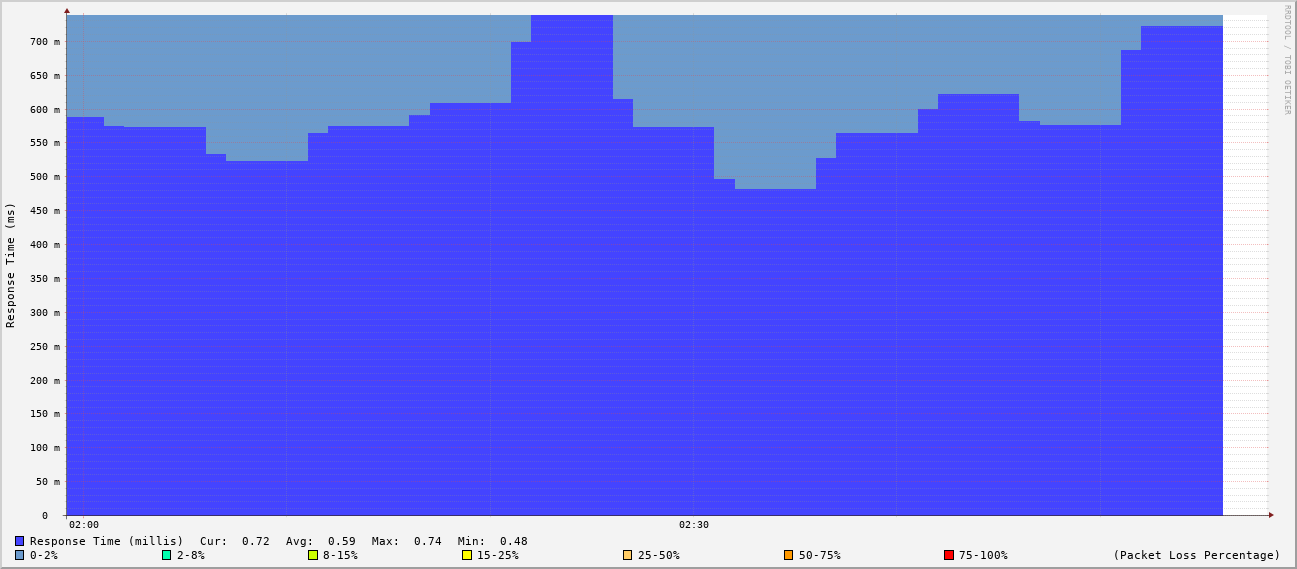 RRDTOOL / TOBI OETIKER
Response Time (ms)
700 m
650 m
600 m
550 m
500 m
450 m
400 m
350 m
300 m
250 m
200 m
150 m
100 m
50 m
0
02:00 02:30
Response Time (millis) Cur: 0.72 Avg: 0.59 Max: 0.74 Min: 0.48
0-2% 2-8% 8-15% 15-25% 25-50% 50-75% 75-100% (Packet Loss Percentage)